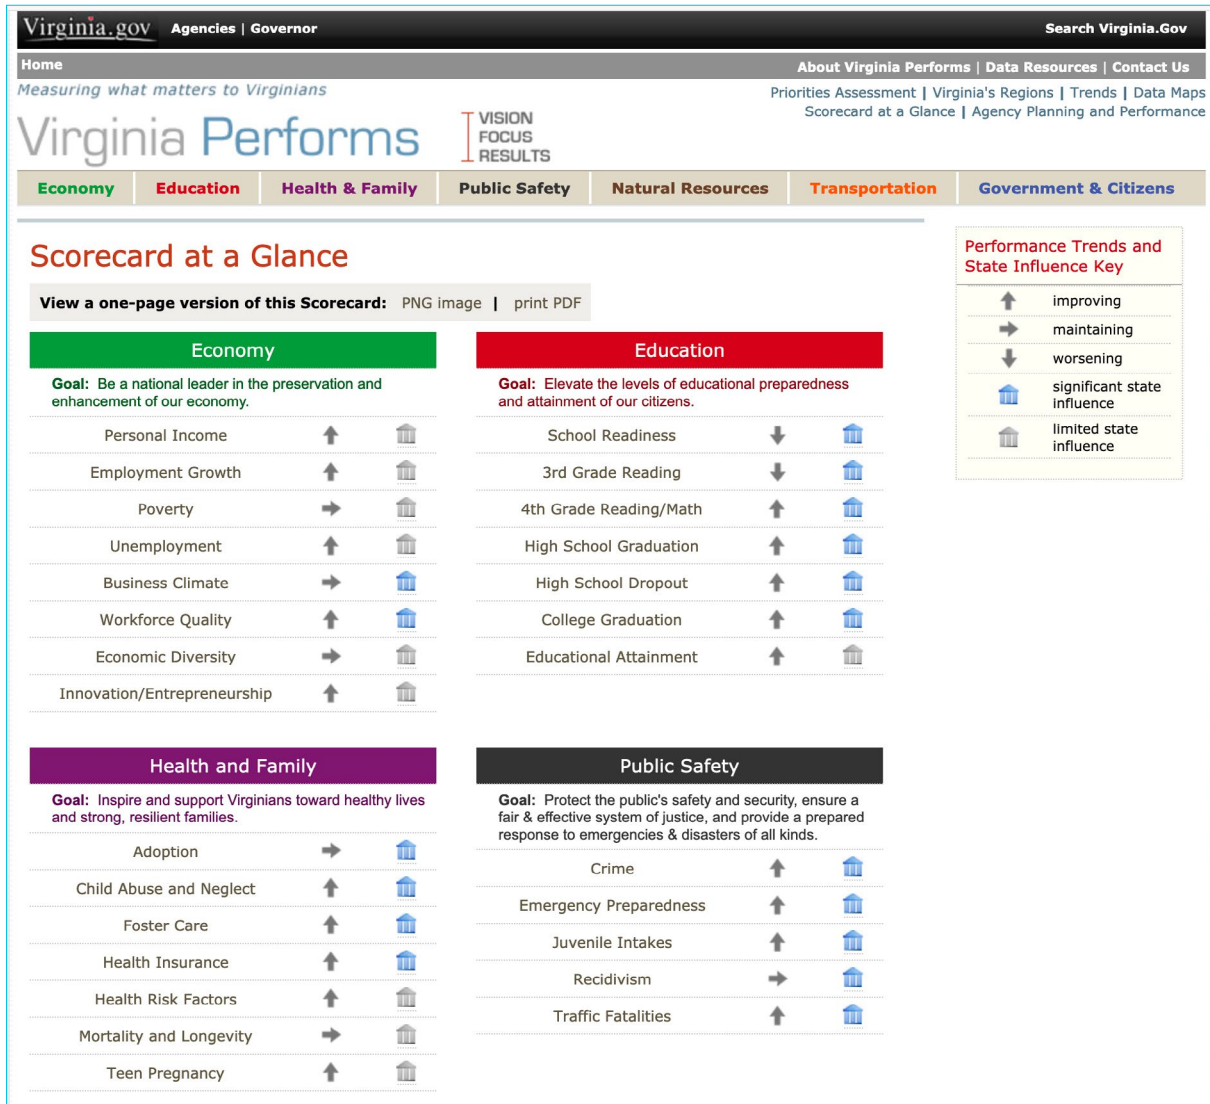 Virginia.gov Agencies | Governor Search Virginia.Gov
Home About Virginia Performs | Data Resources | Contact Us
Measuring what matters to Virginians
Priorities Assessment | Virginia's Regions | Trends | Data Maps
Scorecard at a Glance | Agency Planning and Performance
Virginia Performs
VISION
FOCUS
RESULTS
Economy Education Health & Family Public Safety Natural Resources Transportation Government & Citizens
Scorecard at a Glance
View a one-page version of this Scorecard: PNG image | print PDF
Performance Trends and
State Influence Key
improving
maintaining
worsening
significant state
influence
limited state
influence
Economy
Goal: Be a national leader in the preservation and
enhancement of our economy.
Personal Income
Employment Growth
Poverty
Unemployment
Business Climate
Workforce Quality
Economic Diversity
Innovation/Entrepreneurship
Education
Goal: Elevate the levels of educational preparedness
and attainment of our citizens.
School Readiness
3rd Grade Reading
4th Grade Reading/Math
High School Graduation
High School Dropout
College Graduation
Educational Attainment
Health and Family
Goal: Inspire and support Virginians toward healthy lives
and strong, resilient families.
Adoption
Child Abuse and Neglect
Foster Care
Health Insurance
Health Risk Factors
Mortality and Longevity
Teen Pregnancy
Public Safety
Goal: Protect the public's safety and security, ensure a
fair & effective system of justice, and provide a prepared
response to emergencies & disasters of all kinds.
Crime
Emergency Preparedness
Juvenile Intakes
Recidivism
Traffic Fatalities